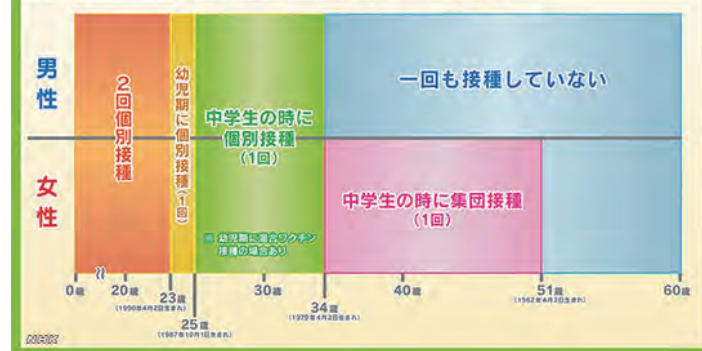 男性
女性
2回個別接種
幼児期に個別接種(1回)
中学生の時に
個別接種
(1回)
※ 幼児期に混合ワクチン
接種の場合あり
一回も接種していない
中学生の時に集団接種
(1回)
0歳
20歳
23歳
(1990年4月2日生まれ)
25歳
(1987年10月1日生まれ)
30歳
34歳
(1979年4月2日生まれ)
40歳
51歳
(1962年4月2日生まれ)
60歳
NHK